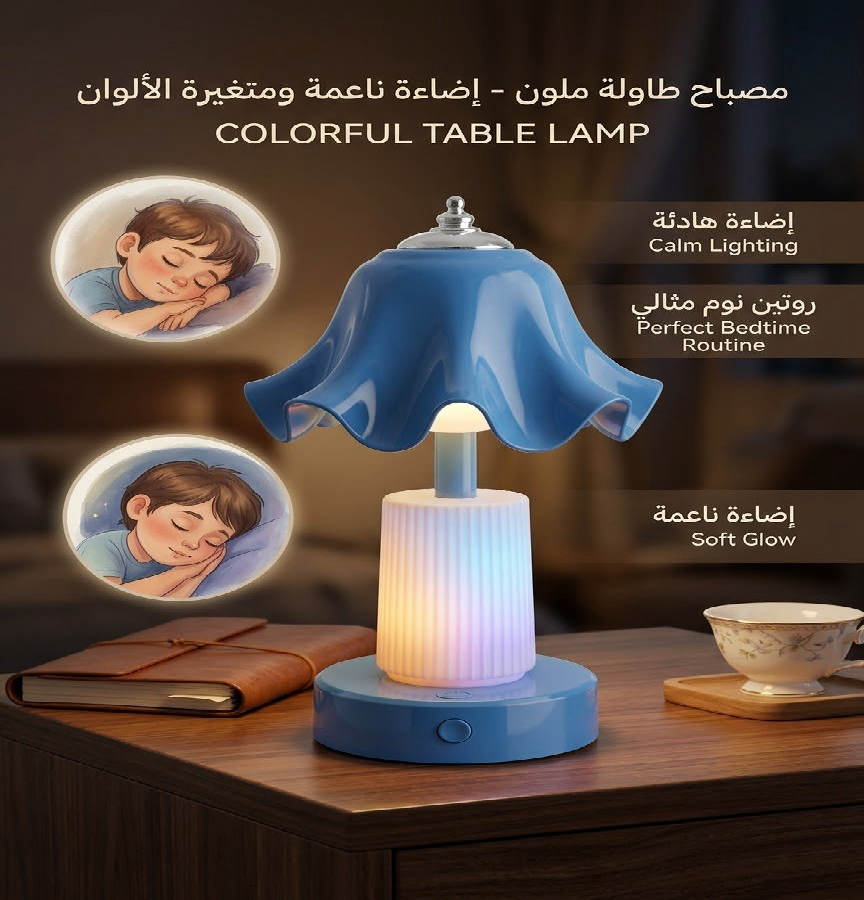 مصباح طاولة ملون - إضاءة ناعمة ومتغيرة الألوان
COLORFUL TABLE LAMP
إضاءة هادئة
Calm Lighting
روتين نوم مثالي
Perfect Bedtime
Routine
إضاءة ناعمة
Soft Glow